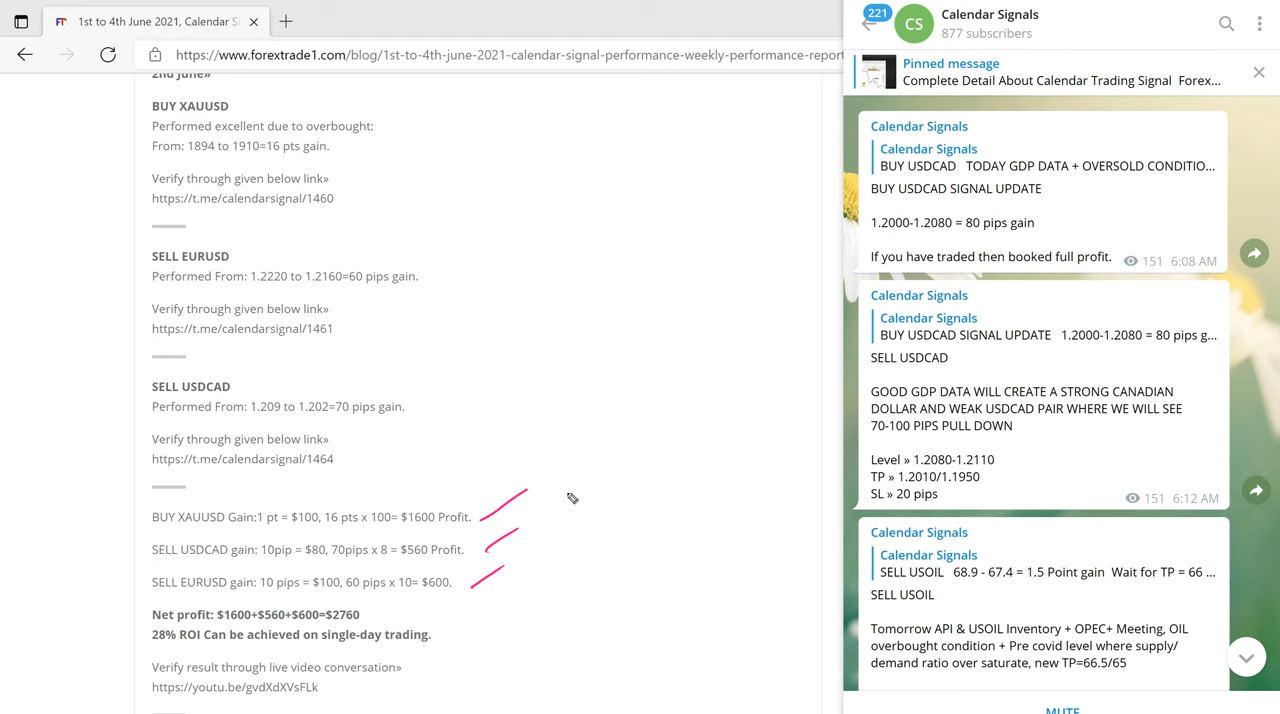 1st to 4th June 2021, Calendar S
https://www.forextrade1.com/blog/1st-to-4th-june-2021-calendar-signal-performance-weekly-performance-repor
2nd June»
BUY XAUUSD
Performed excellent due to overbought:
From: 1894 to 1910=16 pts gain.
Verify through given below link»
https://t.me/calendarsignal/1460
SELL EURUSD
Performed From: 1.2220 to 1.2160=60 pips gain.
Verify through given below link»
https://t.me/calendarsignal/1461
SELL USDCAD
Performed From: 1.209 to 1.202=70 pips gain.
Verify through given below link»
https://t.me/calendarsignal/1464
BUY XAUUSD Gain:1 pt = $100, 16 pts x 100= $1600 Profit.
SELL USDCAD gain: 10pip = $80, 70pips x 8 = $560 Profit.
SELL EURUSD gain: 10 pips = $100, 60 pips x 10= $600.
Net profit: $1600+$560+$600=$2760
28% ROI Can be achieved on single-day trading.
Verify result through live video conversation»
https://youtu.be/gvdXdXVsFLk
221
CS
Calendar Signals
877 subscribers
Pinned message
Complete Detail About Calendar Trading Signal Forex...
Calendar Signals
Calendar Signals
BUY USDCAD TODAY GDP DATA + OVERSOLD CONDITIO...
BUY USDCAD SIGNAL UPDATE
1.2000-1.2080 = 80 pips gain
If you have traded then booked full profit.
151 6:08 AM
Calendar Signals
Calendar Signals
BUY USDCAD SIGNAL UPDATE 1.2000-1.2080 = 80 pips g...
SELL USDCAD
GOOD GDP DATA WILL CREATE A STRONG CANADIAN
DOLLAR AND WEAK USDCAD PAIR WHERE WE WILL SEE
70-100 PIPS PULL DOWN
Level » 1.2080-1.2110
TP » 1.2010/1.1950
SL » 20 pips
151 6:12 AM
Calendar Signals
Calendar Signals
SELL USOIL 68.9 - 67.4 = 1.5 Point gain Wait for TP = 66 ...
SELL USOIL
Tomorrow API & USOIL Inventory + OPEC+ Meeting, OIL
overbought condition + Pre covid level where supply/
demand ratio over saturate, new TP=66.5/65
MUTE